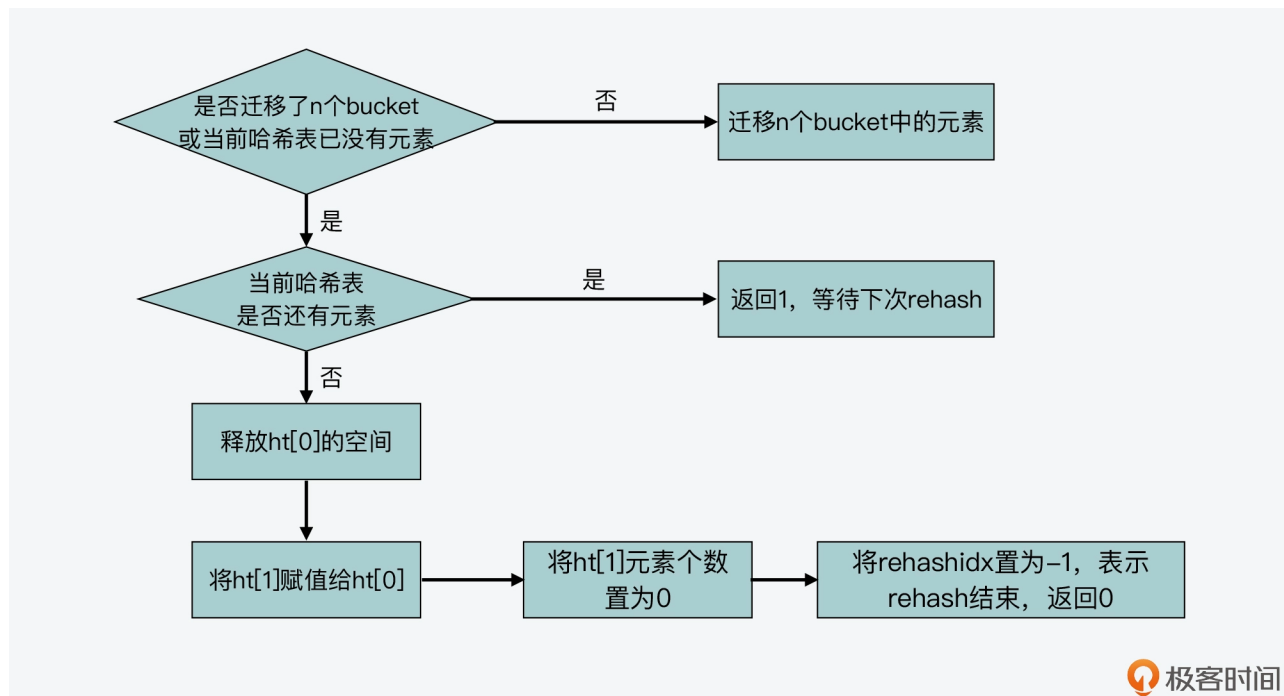 是否迁移了n个bucket
或当前哈希表已没有元素
否
迁移n个bucket中的元素
是
当前哈希表
是否还有元素
是
返回1，等待下次rehash
否
释放ht[0]的空间
将ht[1]赋值给ht[0]
将ht[1]元素个数
置为0
将rehashidx置为-1，表示
rehash结束，返回0
极客时间